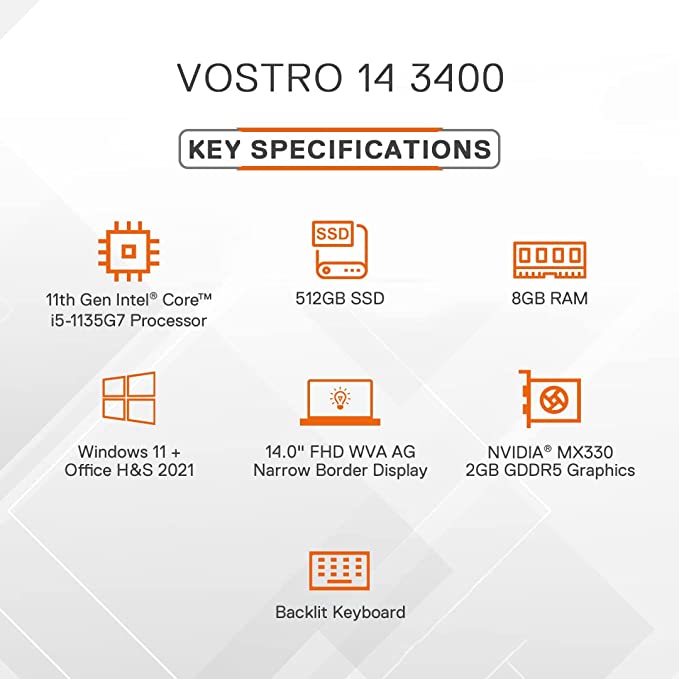 VOSTRO 14 3400
KEY SPECIFICATIONS
SSD
11th Gen Intel® Core™
i5-1135G7 Processor
512GB SSD
8GB RAM
Windows 11 +
Office H&S 2021
14.0" FHD WVA AG
Narrow Border Display
NVIDIA® MX330
2GB GDDR5 Graphics
Backlit Keyboard